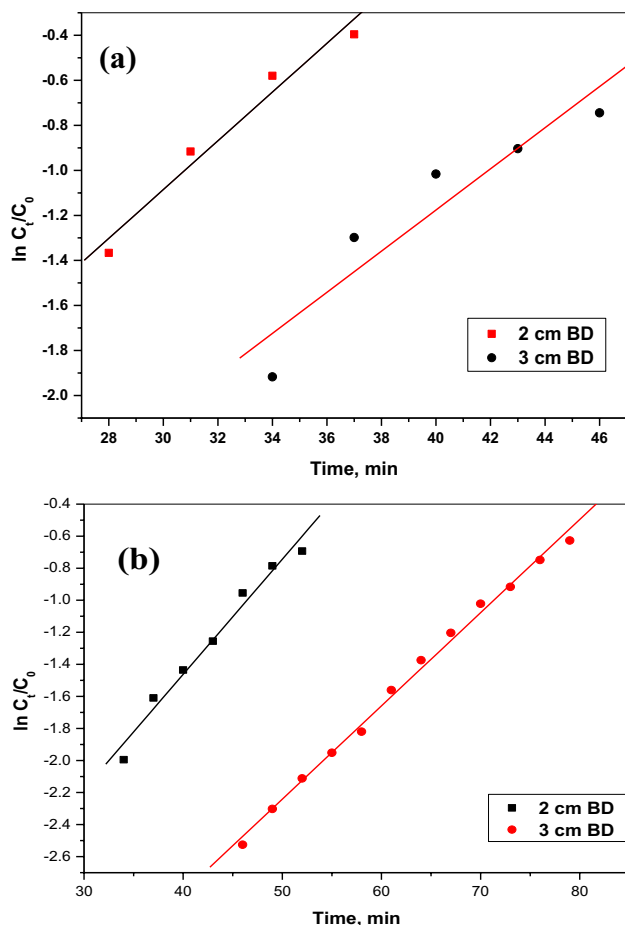 (a)
-0.4
-0.6
-0.8
-1.0
-1.2
-1.4
-1.6
-1.8
-2.0
ln Ct/C0
2 cm BD
3 cm BD
28 30 32 34 36 38 40 42 44 46
Time, min
(b)
-0.4
-0.6
-0.8
-1.0
-1.2
-1.4
-1.6
-1.8
-2.0
-2.2
-2.4
-2.6
ln Ct/C0
2 cm BD
3 cm BD
30 40 50 60 70 80
Time, min